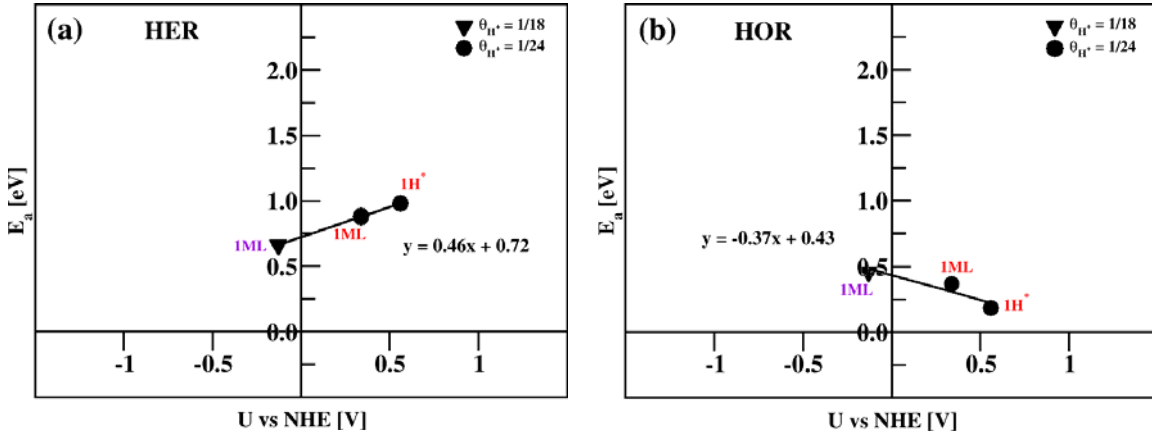 (a)
HER
θH⁺ = 1/18
θH⁺ = 1/24
2.0
1.5
1.0
0.5
0.0
Ea [eV]
1H*
1ML
1ML
y = 0.46x + 0.72
-1
-0.5
0
0.5
1
U vs NHE [V]
(b)
HOR
θH⁺ = 1/18
θH⁺ = 1/24
2.0
1.5
1.0
0.5
0.0
Ea [eV]
y = -0.37x + 0.43
1ML
1ML
1H*
-1
-0.5
0
0.5
1
U vs NHE [V]